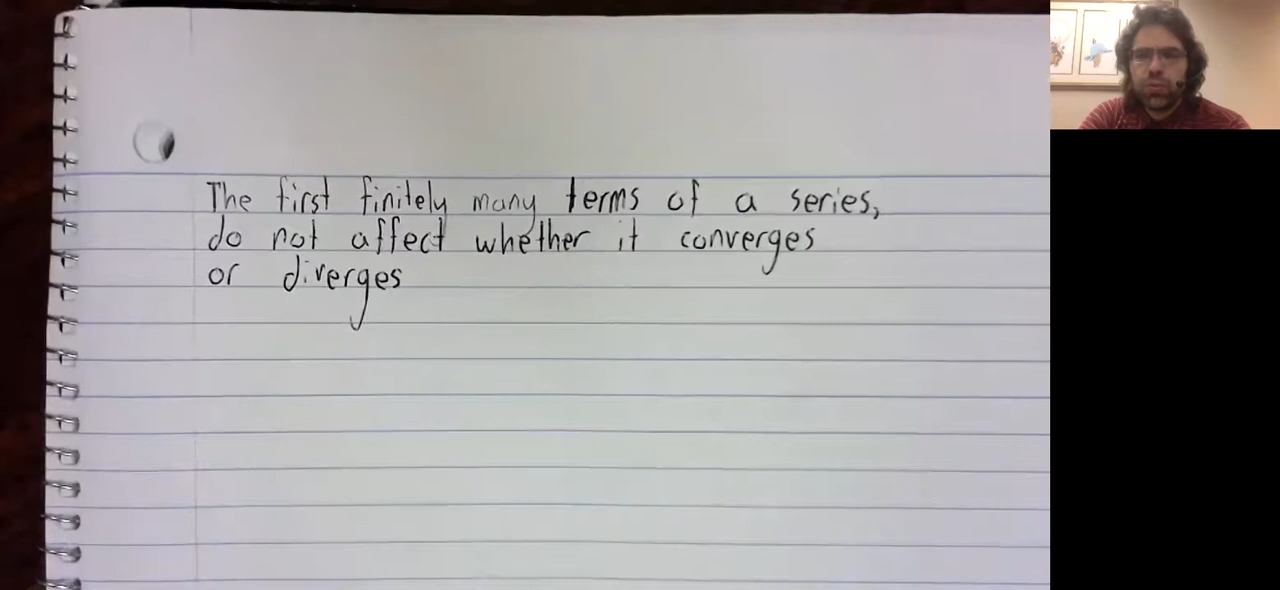 The first finitely many terms of a series,
do not affect whether it converges
or diverges